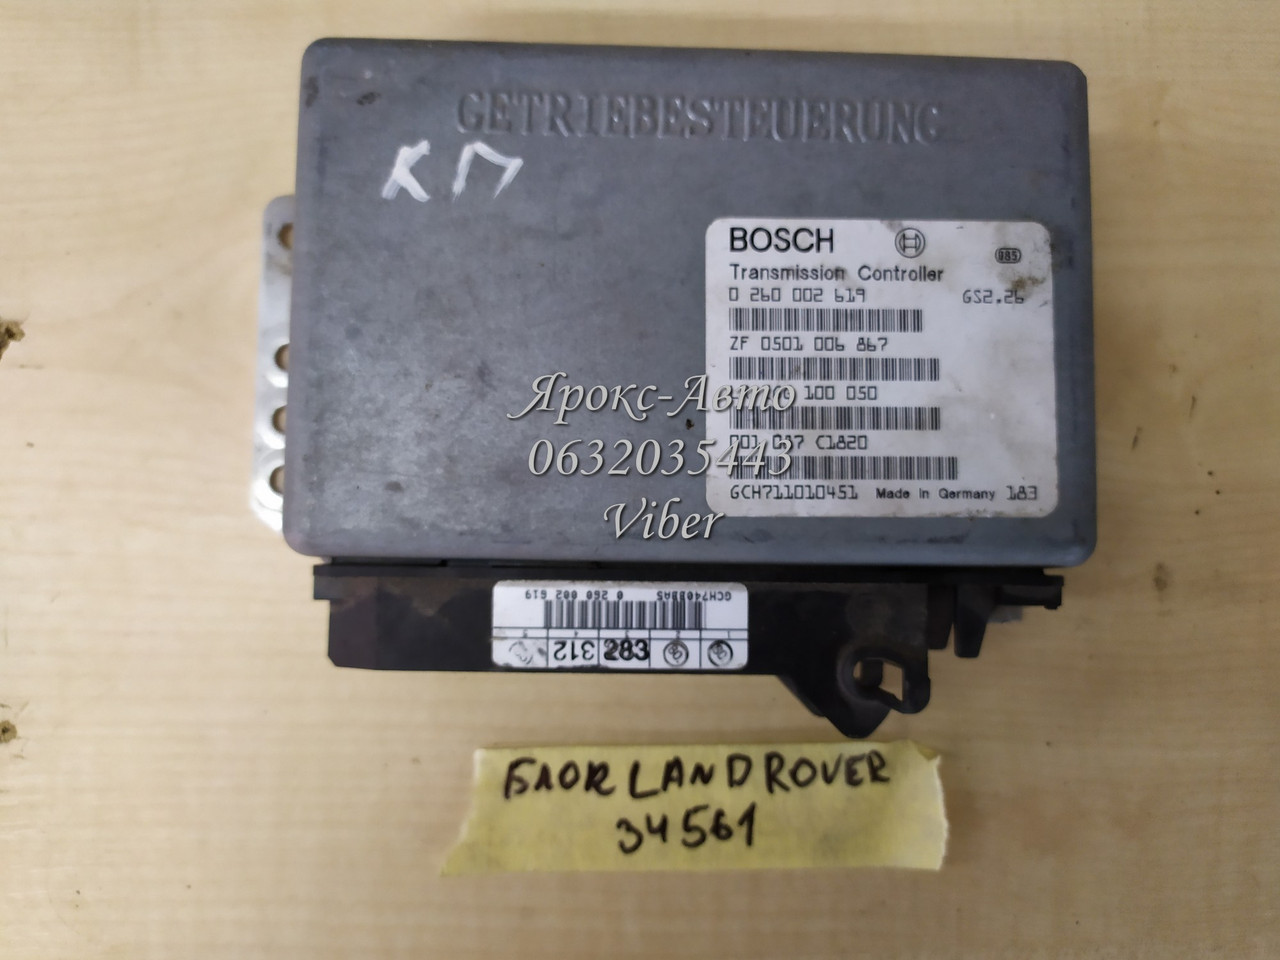 GETRIEBESTEUERUNG
КП
BOSCH
Transmission Controller
0 260 002 619 GS2.26
ZF 0501 006 867
100 050
C1820
GCH711010451 Made in Germany 183
Ярокс-Авто
0632035443
Viber
0 260 002 619
312 283
БЛОК LAND ROVER
34561